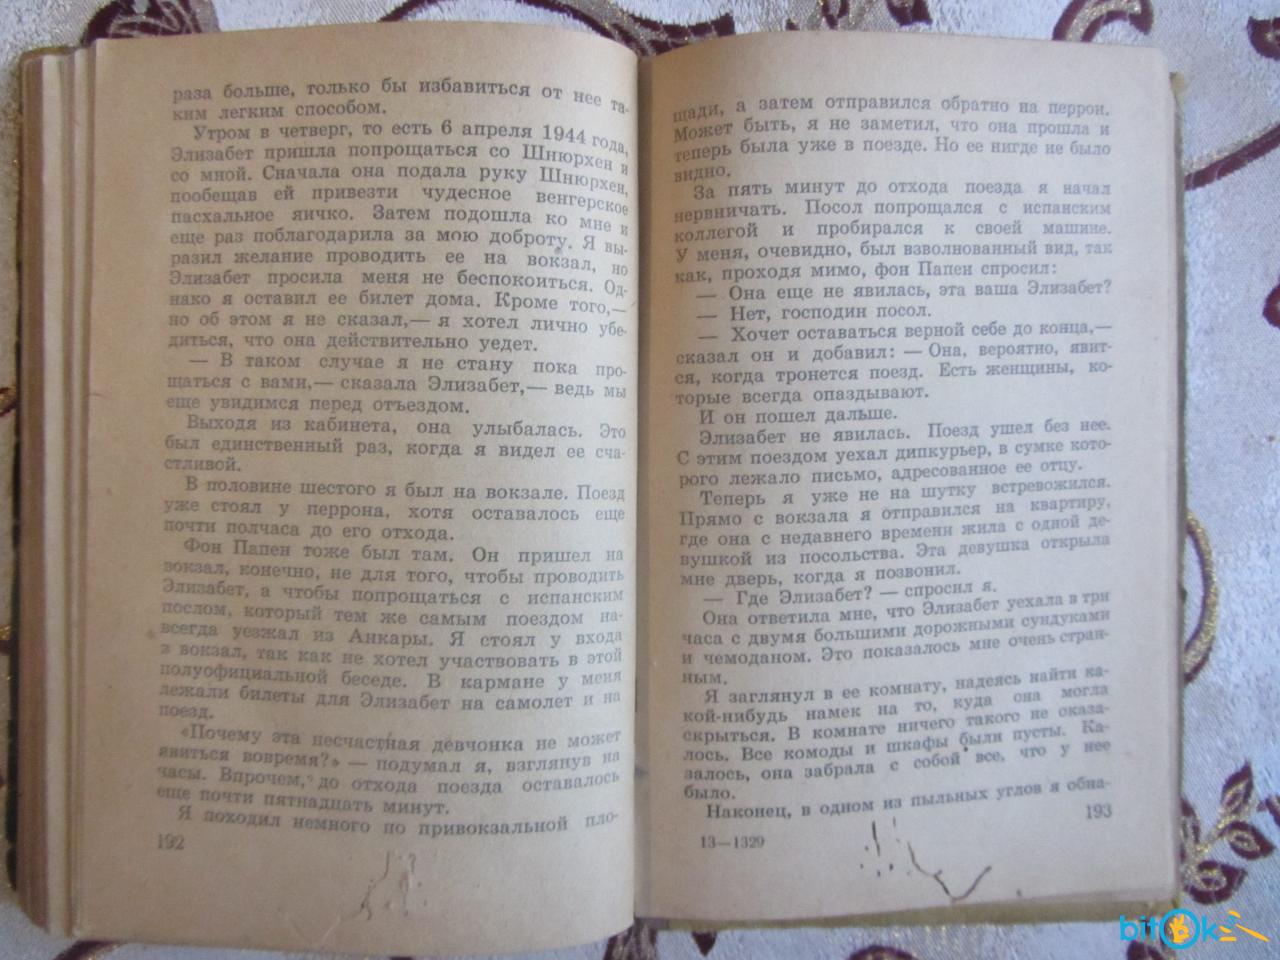 раза больше, только бы избавиться от нее та-
ким легким способом.
Утром в четверг, то есть 6 апреля 1944 года,
Элизабет пришла попрощаться со Шнюрхен и
со мной. Сначала она подала руку Шнюрхен,
пообещав ей привезти чудесное венгерское
пасхальное яичко. Затем подошла ко мне и
еще раз поблагодарила за мою доброту. Я вы-
разил желание проводить ее на вокзал, но
Элизабет просила меня не беспокоиться. Од-
нако я оставил ее билет дома. Кроме того,—
но об этом я не сказал,— я хотел лично убе-
диться, что она действительно уедет.
— В таком случае я не стану пока про-
щаться с вами,— сказала Элизабет,— ведь мы
еще увидимся перед отъездом.
Выходя из кабинета, она улыбалась. Это
был единственный раз, когда я видел ее сча-
стливой.
В половине шестого я был на вокзале. Поезд
уже стоял у перрона, хотя оставалось еще
почти полчаса до его отхода.
Фон Папен тоже был там. Он пришел на
вокзал, конечно, не для того, чтобы проводить
Элизабет, а чтобы попрощаться с испанским
послом, который тем же самым поездом на-
всегда уезжал из Анкары. Я стоял у входа
в вокзал, так как не хотел участвовать в этой
полуофициальной беседе. В кармане у меня
лежали билеты для Элизабет на самолет и на
поезд.
«Почему эта несчастная девчонка не может
явиться вовремя?» — подумал я, взглянув на
часы. Впрочем, до отхода поезда оставалось
еще почти пятнадцать минут.
Я походил немного по привокзальной пло-
192
щади, а затем отправился обратно на перрон.
Может быть, я не заметил, что она прошла и
теперь была уже в поезде. Но ее нигде не было
видно.
За пять минут до отхода поезда я начал
нервничать. Посол попрощался с испанским
коллегой и пробирался к своей машине.
У меня, очевидно, был взволнованный вид, так
как, проходя мимо, фон Папен спросил:
— Она еще не явилась, эта ваша Элизабет?
— Нет, господин посол.
— Хочет оставаться верной себе до конца,—
сказал он и добавил: — Она, вероятно, явит-
ся, когда тронется поезд. Есть женщины, ко-
торые всегда опаздывают.
И он пошел дальше.
Элизабет не явилась. Поезд ушел без нее.
С этим поездом уехал дипкурьер, в сумке кото-
рого лежало письмо, адресованное ее отцу.
Теперь я уже не на шутку встревожился.
Прямо с вокзала я отправился на квартиру,
где она с недавнего времени жила с одной де-
вушкой из посольства. Эта девушка открыла
мне дверь, когда я позвонил.
— Где Элизабет? — спросил я.
Она ответила мне, что Элизабет уехала в три
часа с двумя большими дорожными сундуками
и чемоданом. Это показалось мне очень стран-
ным.
Я заглянул в ее комнату, надеясь найти ка-
кой-нибудь намек на то, куда она могла
скрыться. В комнате ничего такого не оказа-
лось. Все комоды и шкафы были пусты. Ка-
залось, она забрала с собой все, что у нее
было.
Наконец, в одном из пыльных углов я обна-
13—1329
193
bitOk